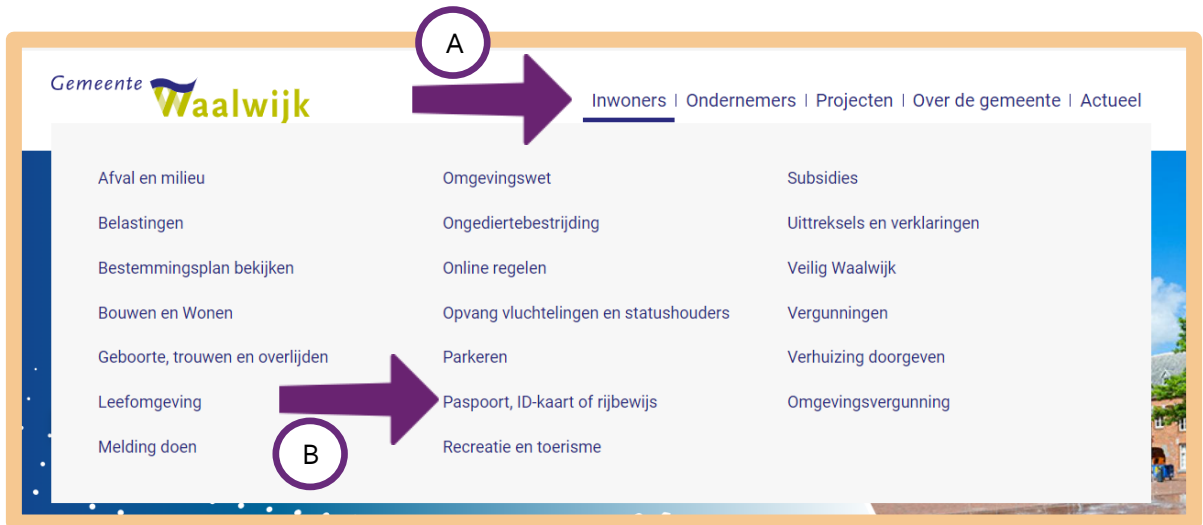 A
Gemeente
Waalwijk
Inwoners | Ondernemers | Projecten | Over de gemeente | Actueel
Afval en milieu
Belastingen
Bestemmingsplan bekijken
Bouwen en Wonen
Geboorte, trouwen en overlijden
Leefomgeving
Melding doen
Omgevingswet
Ongediertebestrijding
Online regelen
Opvang vluchtelingen en statushouders
Parkeren
Paspoort, ID-kaart of rijbewijs
Recreatie en toerisme
Subsidies
Uittreksels en verklaringen
Veilig Waalwijk
Vergunningen
Verhuizing doorgeven
Omgevingsvergunning
B